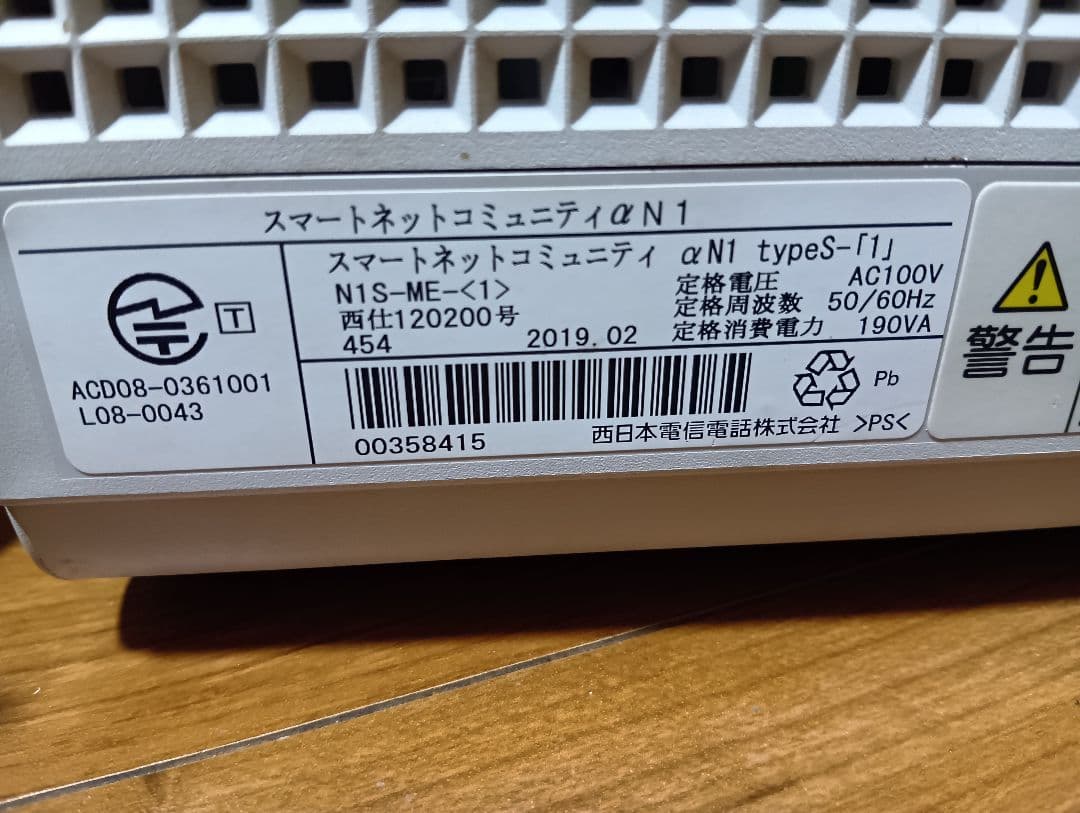 スマートネットコミュニティαN1
スマートネットコミュニティ αN1 typeS-「1」
N1S-ME-<1>
西仕120200号
454 2019.02
定格電圧 AC100V
定格周波数 50/60Hz
定格消費電力 190VA
T
ACD08-0361001
L08-0043
00358415
西日本電信電話株式会社 >PS<
Pb
警告